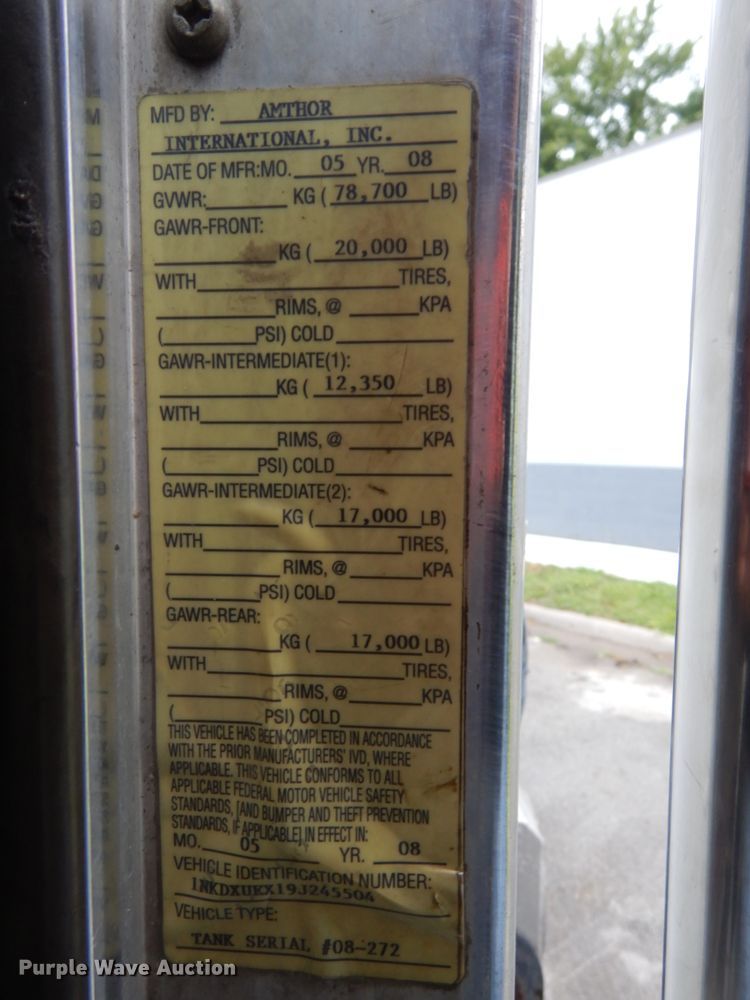 MFD BY: AMTHOR
INTERNATIONAL, INC.
DATE OF MFR:MO. 05 YR. 08
GVWR: KG ( 78,700 LB)
GAWR-FRONT:
KG ( 20,000 LB)
WITH TIRES,
RIMS, @ KPA
( PSI) COLD
GAWR-INTERMEDIATE(1):
KG ( 12,350 LB)
WITH TIRES,
RIMS, @ KPA
( PSI) COLD
GAWR-INTERMEDIATE(2):
KG ( 17,000 LB)
WITH TIRES,
RIMS, @ KPA
( PSI) COLD
GAWR-REAR:
KG ( 17,000 LB)
WITH TIRES,
RIMS, @ KPA
( PSI) COLD
THIS VEHICLE HAS BEEN COMPLETED IN ACCORDANCE
WITH THE PRIOR MANUFACTURERS' IVD, WHERE
APPLICABLE. THIS VEHICLE CONFORMS TO ALL
APPLICABLE FEDERAL MOTOR VEHICLE SAFETY
STANDARDS, [AND BUMPER AND THEFT PREVENTION
STANDARDS, IF APPLICABLE] IN EFFECT IN:
MO. 05 YR. 08
VEHICLE IDENTIFICATION NUMBER:
1NKDXUEX19J245504
VEHICLE TYPE:
TANK SERIAL #08-272
Purple Wave Auction